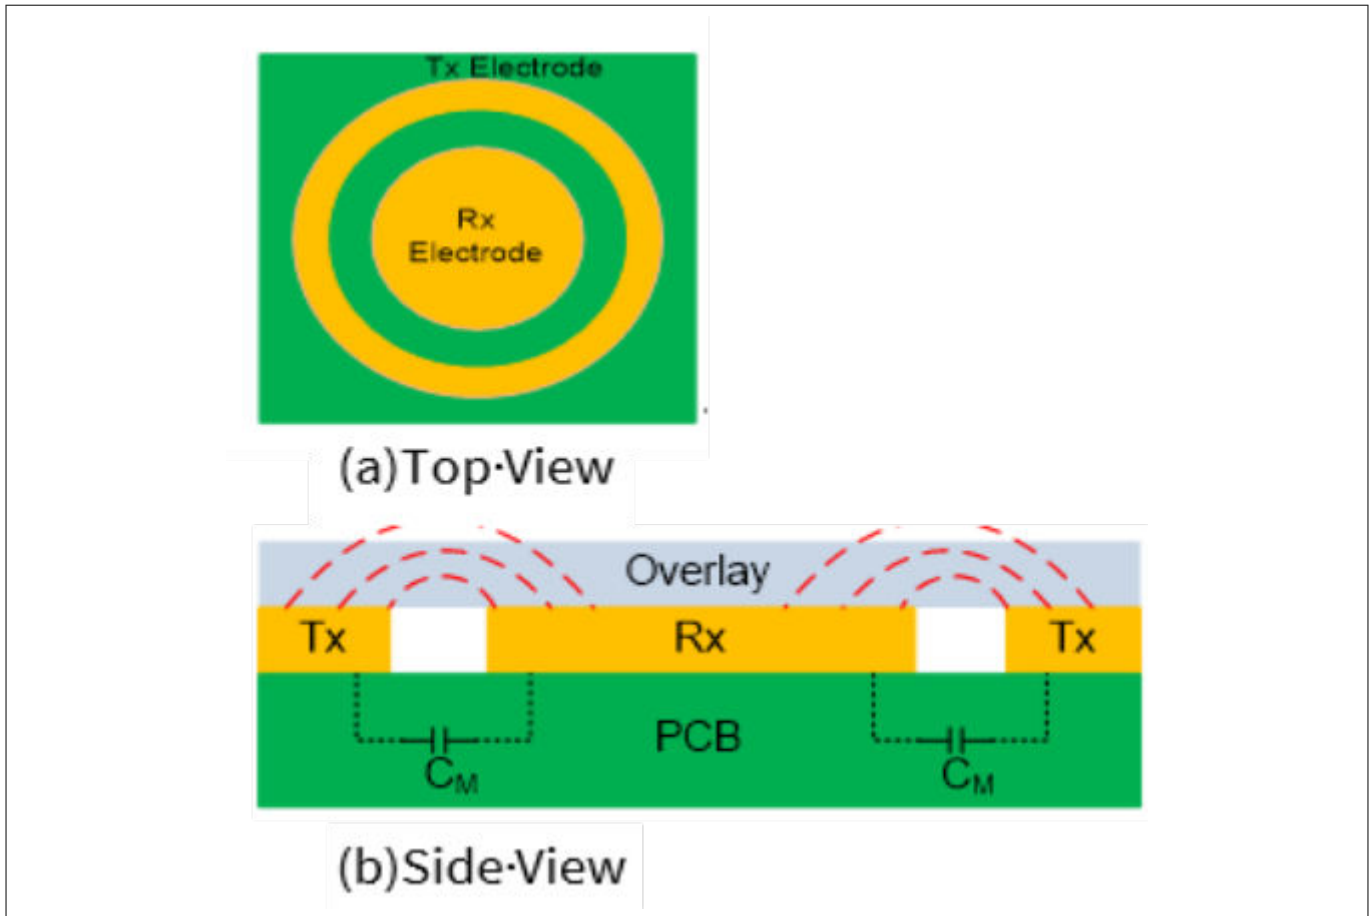 Tx Electrode
Rx
Electrode
(a)Top·View
Overlay
Tx
Rx
Tx
PCB
CM
CM
(b)Side·View